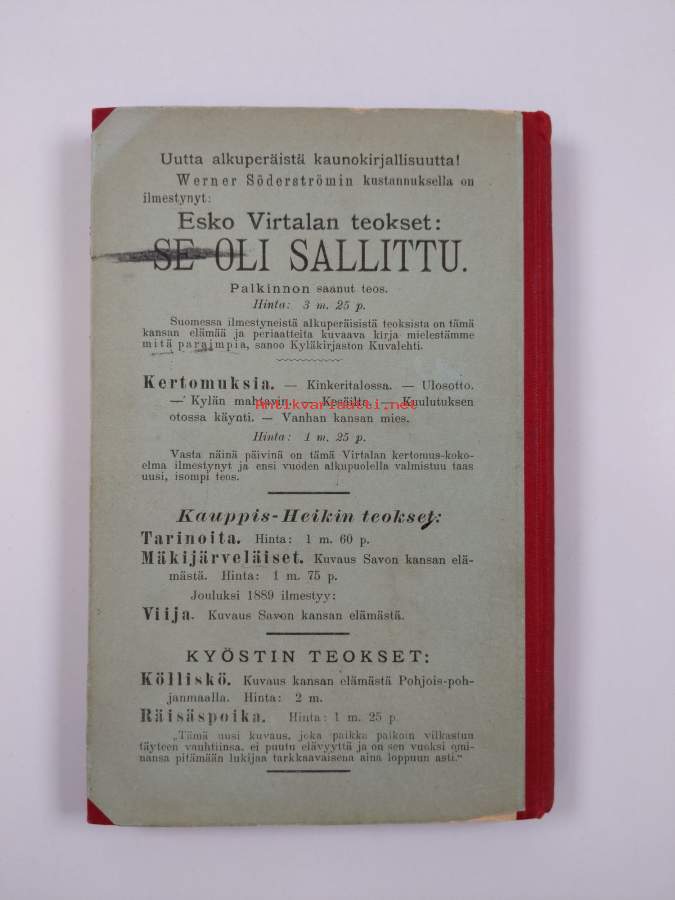 Uutta alkuperäistä kaunokirjallisuutta!
Werner Söderströmin kustannuksella on
ilmestynyt:
Esko Virtalan teokset:
SE OLI SALLITTU.
Palkinnon saanut teos.
Hinta: 3 m. 25 p.
Suomessa ilmestyneistä alkuperäisistä teoksista on tämä
kansan elämää ja periaatteita kuvaava kirja mielestämme
mitä paraimpia, sanoo Kyläkirjaston Kuvalehti.
Kertomuksia. — Kinkeritalossa. — Ulosotto.
— Kylän mahtavin. — Kesäilta. — Kuulutuksen
Antikvariaatti.net
otossa käynti. — Vanhan kansan mies.
Hinta: 1 m. 25 p.
Vasta näinä päivinä on tämä Virtalan kertomus-koko-
elma ilmestynyt ja ensi vuoden alkupuolella valmistuu taas
uusi, isompi teos.
Kauppis-Heikin teokset:
Tarinoita. Hinta: 1 m. 60 p.
Mäkijärveläiset. Kuvaus Savon kansan elä-
mästä. Hinta: 1 m. 75 p.
Jouluksi 1889 ilmestyy:
Viija. Kuvaus Savon kansan elämästä.
KYÖSTIN TEOKSET:
Kölliskö. Kuvaus kansan elämästä Pohjois-poh-
janmaalla. Hinta: 2 m.
Räisäspoika. Hinta: 1 m. 25 p.
„Tämä uusi kuvaus, joka paikka paikoin vilkastuu
täyteen vauhtiinsa, ei puutu elävyyttä ja on sen vuoksi omi-
nansa pitämään lukijaa tarkkaavaisena aina loppuun asti.“